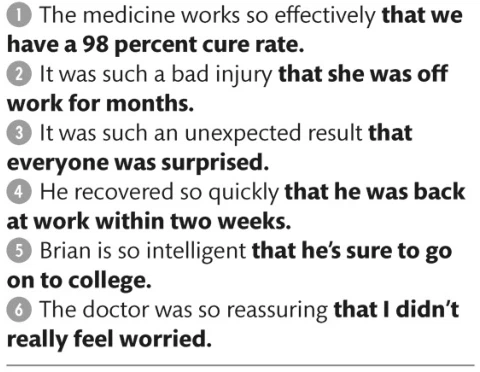 1 The medicine works so effectively that we
have a 98 percent cure rate.
2 It was such a bad injury that she was off
work for months.
3 It was such an unexpected result that
everyone was surprised.
4 He recovered so quickly that he was back
at work within two weeks.
5 Brian is so intelligent that he’s sure to go
on to college.
6 The doctor was so reassuring that I didn’t
really feel worried.